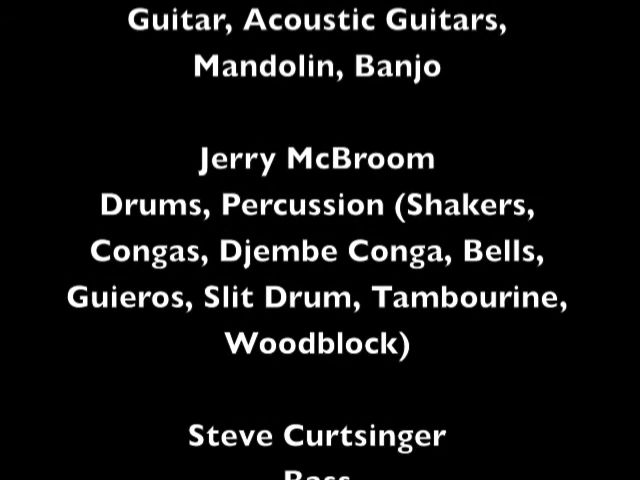 Guitar, Acoustic Guitars,
Mandolin, Banjo
Jerry McBroom
Drums, Percussion (Shakers,
Congas, Djembe Conga, Bells,
Guieros, Slit Drum, Tambourine,
Woodblock)
Steve Curtsinger
Bass